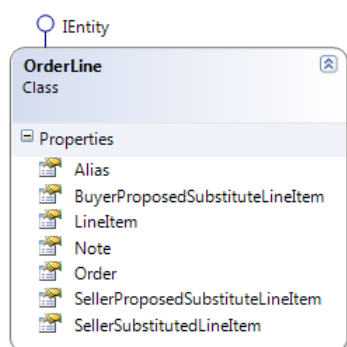 IEntity
OrderLine
Class
Properties
Alias
BuyerProposedSubstituteLineItem
LineItem
Note
Order
SellerProposedSubstituteLineItem
SellerSubstitutedLineItem